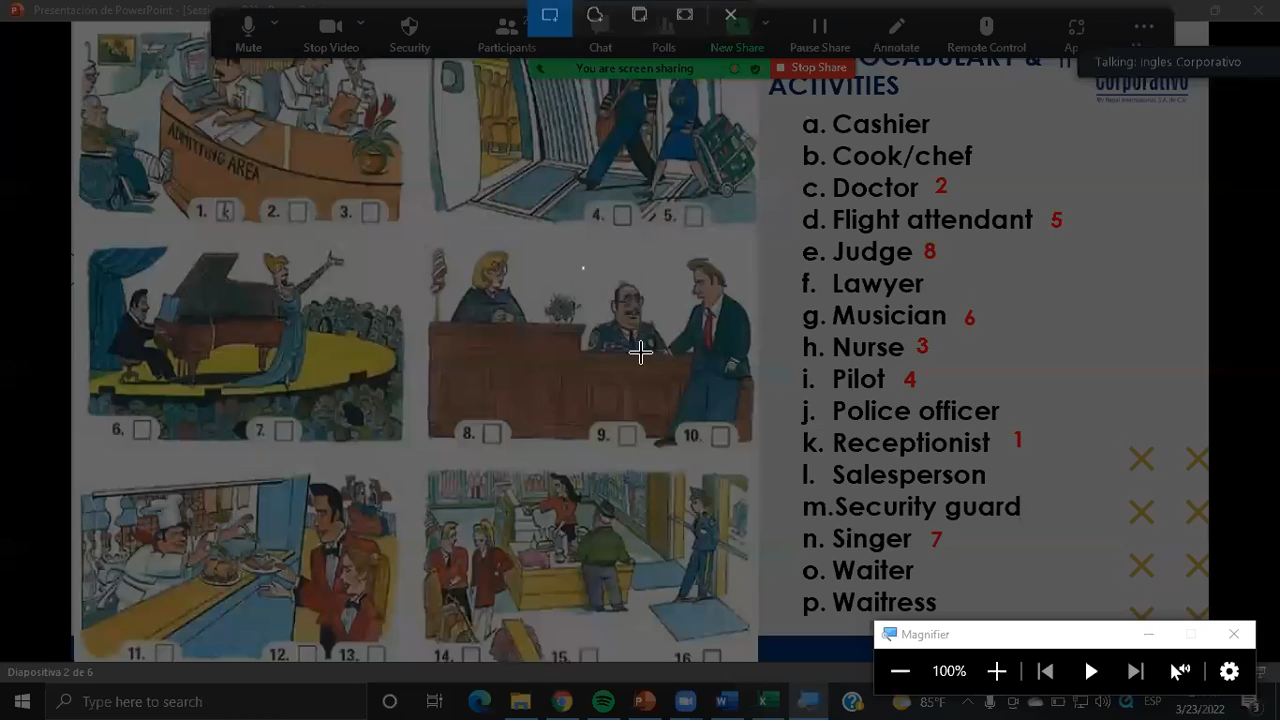 Presentación de PowerPoint - [Sesi
Mute
Stop Video
Security
Participants
Chat
Polls
New Share
Pause Share
Annotate
Remote Control
Ap
Talking: Ingles Corporativo
You are screen sharing
Stop Share
VOCABULARY &
ACTIVITIES
corporativo
ADMITTING AREA
1. k
2.
3.
4.
5.
6.
7.
8.
9.
10.
11.
12.
13.
14.
15.
16.
a. Cashier
b. Cook/chef
c. Doctor 2
d. Flight attendant 5
e. Judge 8
f. Lawyer
g. Musician 6
h. Nurse 3
i. Pilot 4
j. Police officer
k. Receptionist 1
l. Salesperson
m. Security guard
n. Singer 7
o. Waiter
p. Waitress
Magnifier
100%
Diapositiva 2 de 6
Type here to search
85°F
ESP
3/23/2022